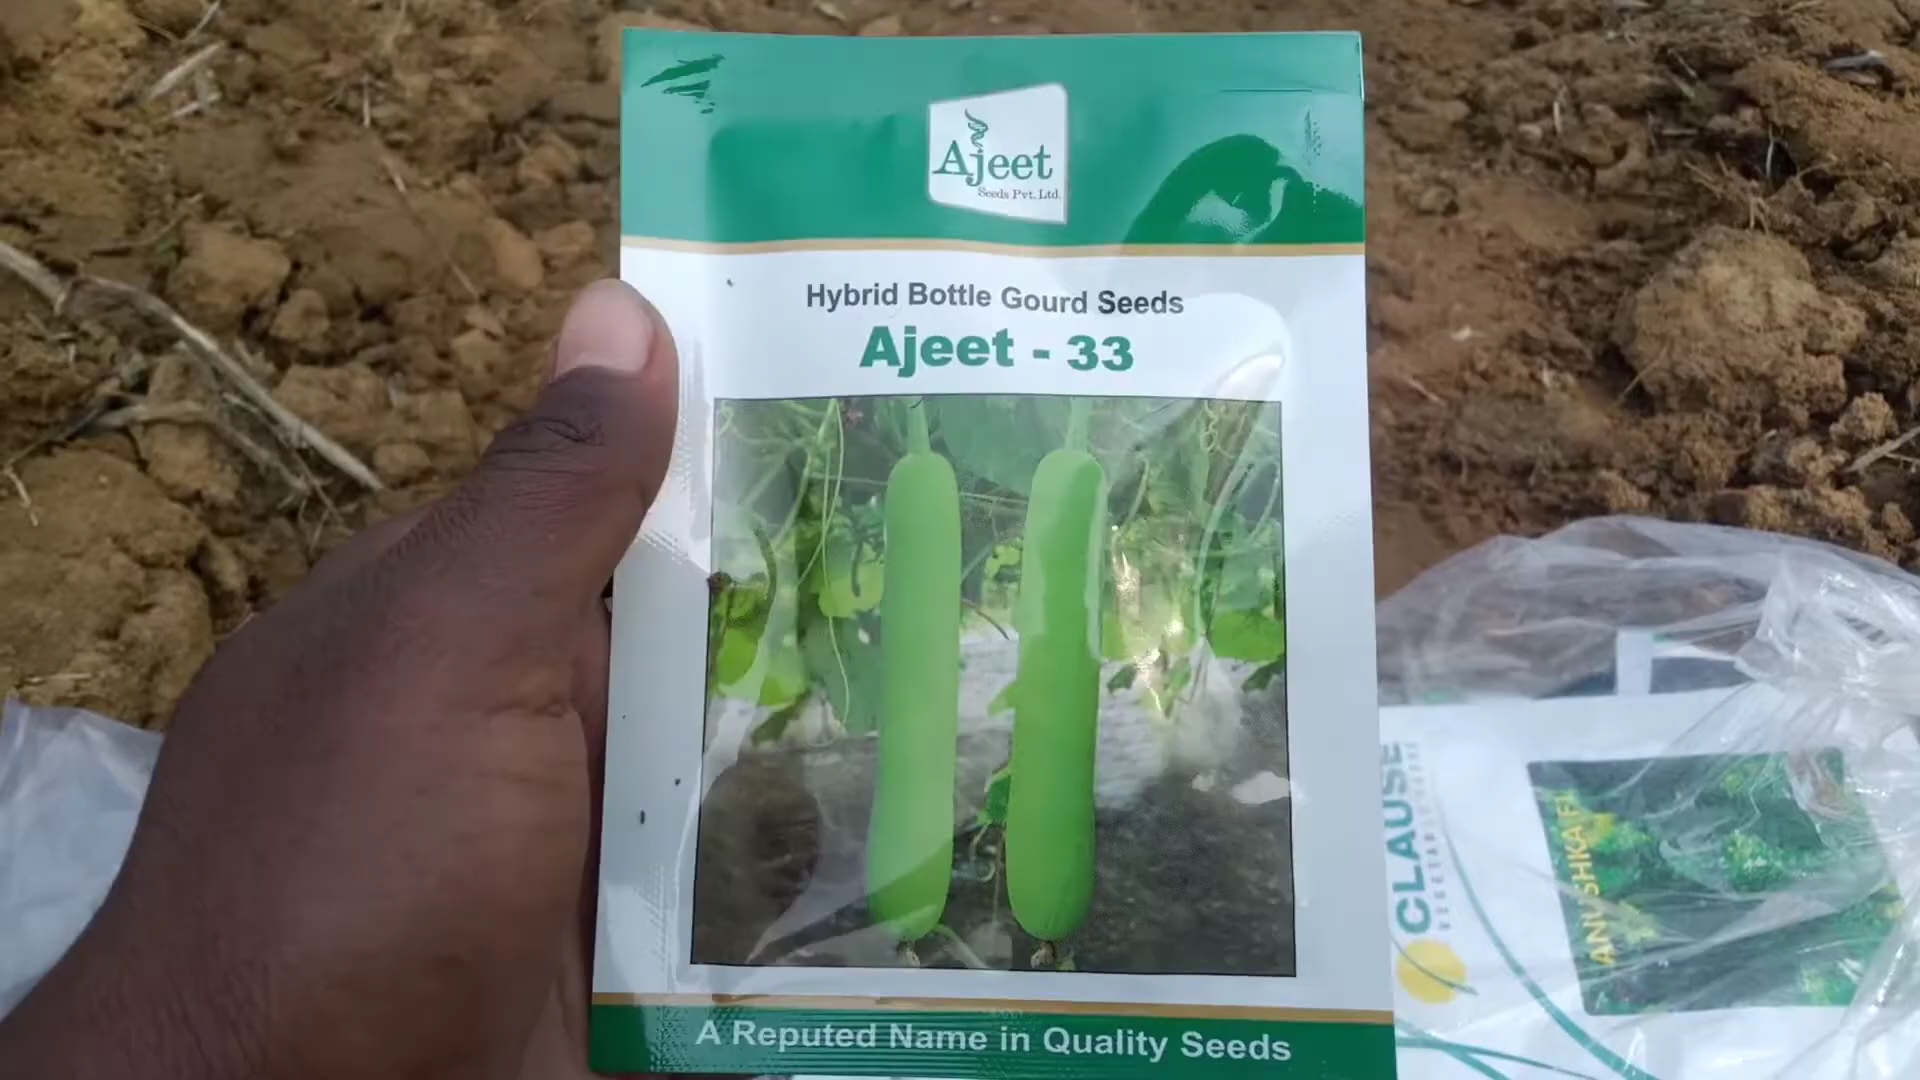 Ajeet
Seeds Pvt. Ltd.
Hybrid Bottle Gourd Seeds
Ajeet - 33
A Reputed Name in Quality Seeds
CLAUSE
ANUSHKA F1